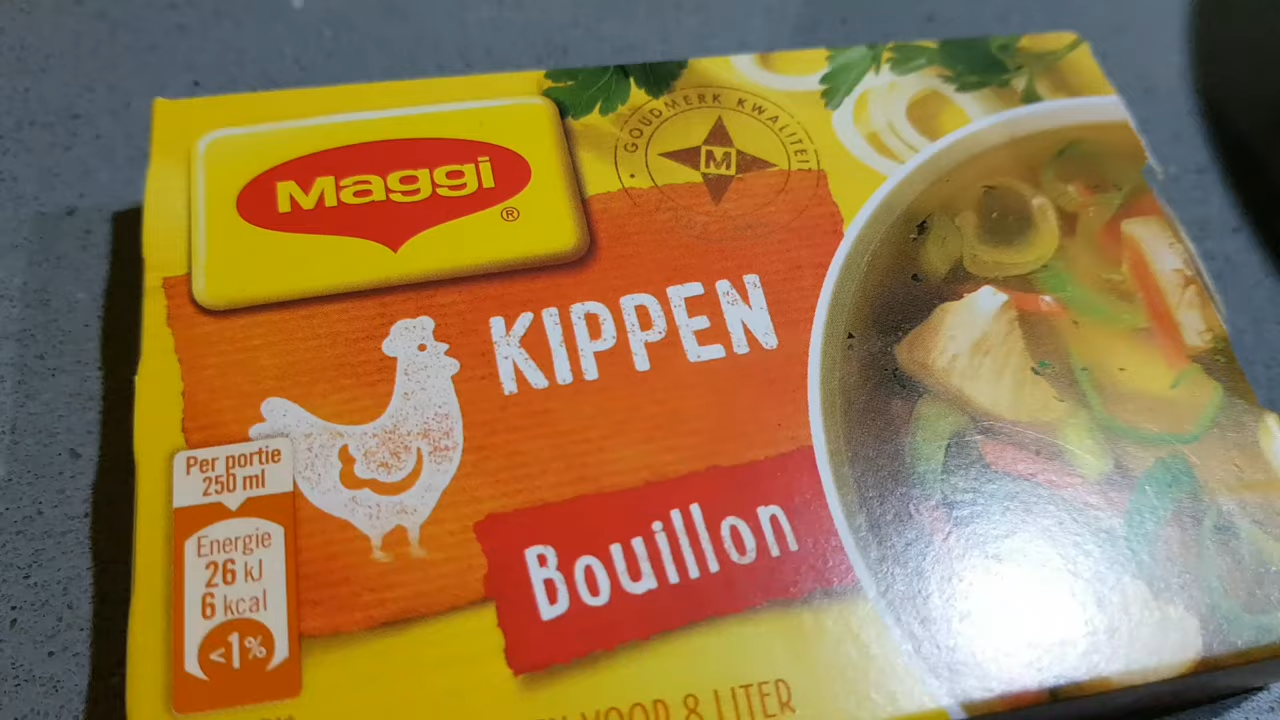 Maggi
®
GOUDMERK KWALITEIT
M
KIPPEN
Bouillon
Per portie
250 ml
Energie
26 kJ
6 kcal
<1%
VOOR 8 LITER